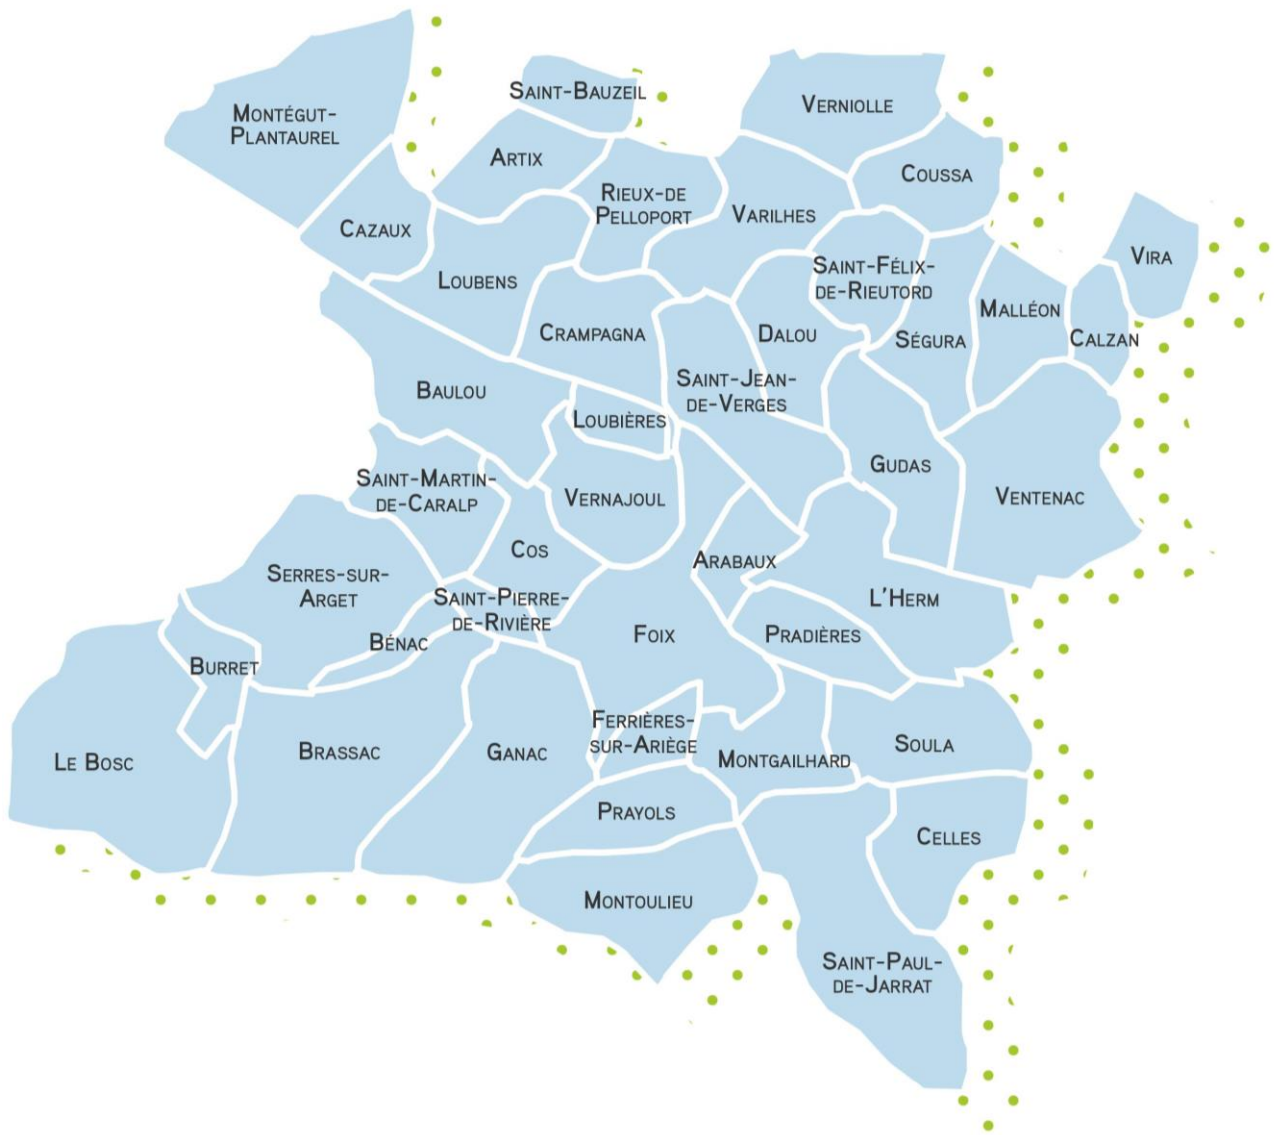 Montégut-
Plantaurel
Saint-Bauzeil
Verniolle
Artix
Coussa
Rieux-de
Pelloport
Varilhes
Cazaux
Vira
Loubens
Saint-Félix-
de-Rieutord
Malléon
Crampagna
Dalou
Ségura
Calzan
Baulou
Saint-Jean-
de-Verges
Loubières
Gudas
Saint-Martin-
de-Caralp
Vernajoul
Ventenac
Cos
Arabaux
Serres-sur-
Arget
Saint-Pierre-
de-Rivière
L'Herm
Bénac
Foix
Pradières
Burret
Ferrières-
sur-Ariège
Le Bosc
Brassac
Ganac
Montgailhard
Soula
Prayols
Celles
Montoulieu
Saint-Paul-
de-Jarrat